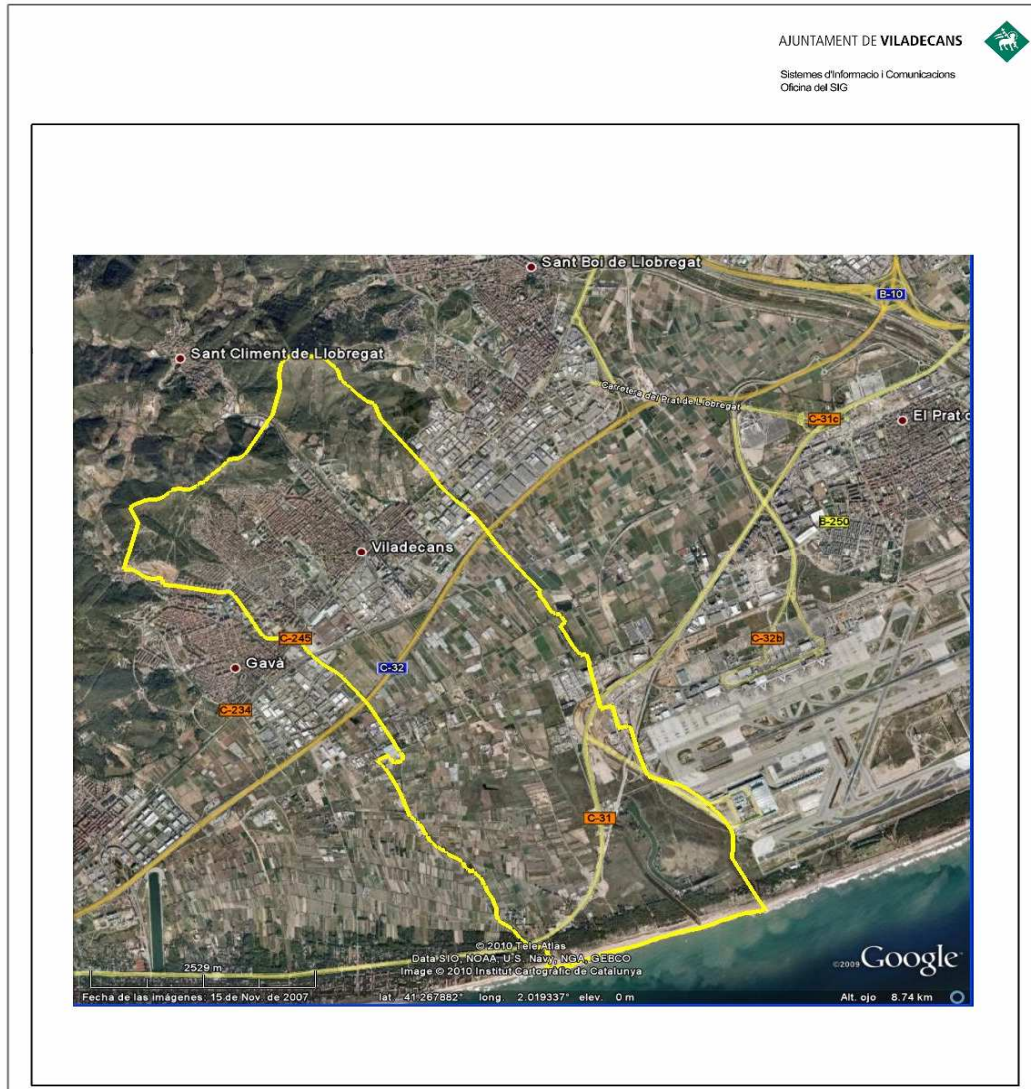 AJUNTAMENT DE VILADECANS
Sistemes d'Informacio i Comunicacions
Oficina del SIG
Sant Boi de Llobregat
B-10
Sant Climent de Llobregat
Carretera del Prat de Llobregat
C-31c
El Prat d
B-250
Viladecans
C-245
C-32b
Gavà
C-32
C-234
C-31
©2010 Tele Atlas
Data SIO, NOAA, U.S. Navy, NGA, GEBCO
Image © 2010 Institut Cartogràfic de Catalunya
©2009 Google
2529 m
Fecha de las imágenes: 15 de Nov. de 2007 lat 41.267882° long. 2.019337° elev. 0 m Alt. ojo 8.74 km